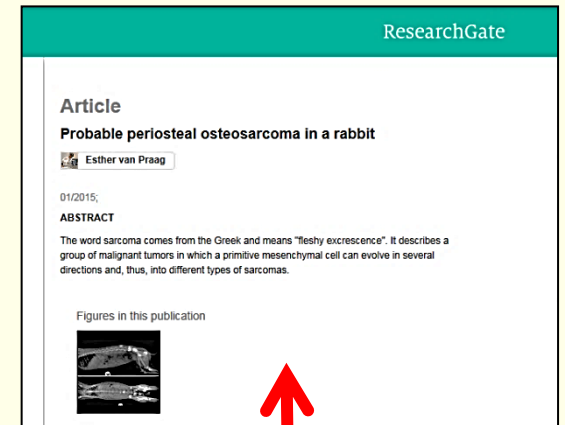 ResearchGate
Article
Probable periosteal osteosarcoma in a rabbit
Esther van Praag
01/2015;
ABSTRACT
The word sarcoma comes from the Greek and means "fleshy excrescence". It describes a
group of malignant tumors in which a primitive mesenchymal cell can evolve in several
directions and, thus, into different types of sarcomas.
Figures in this publication